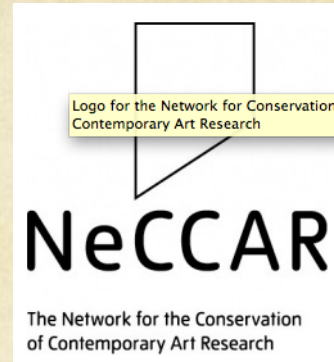 Logo for the Network for Conservation
Contemporary Art Research
NeCCAR
The Network for the Conservation
of Contemporary Art Research